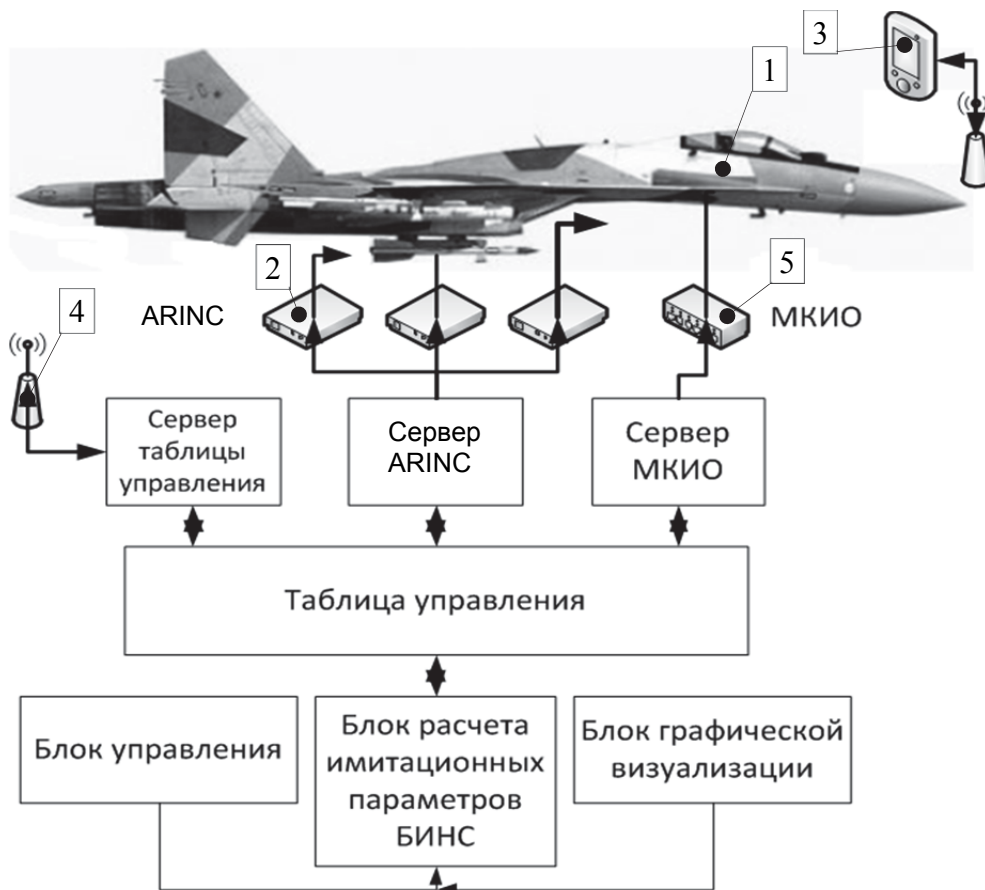 3
1
2
5
ARINC
МКИО
4
Сервер
таблицы
управления
Сервер
ARINC
Сервер
МКИО
Таблица управления
Блок управления
Блок расчета
имитационных
параметров
БИНС
Блок графической
визуализации